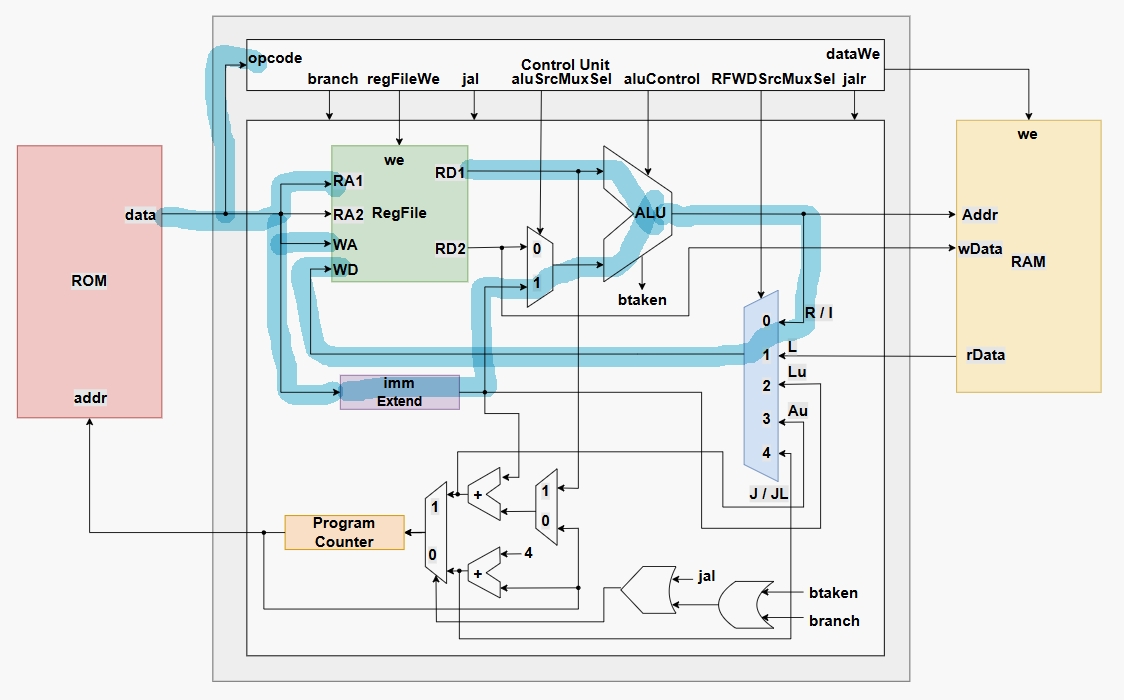 opcode
dataWe
Control Unit
branch regFileWe jal aluSrcMuxSel aluControl RFWDSrcMuxSel jalr
we
we
RA1
RD1
data
RA2
RegFile
ALU
Addr
WA
RD2
0
wData
RAM
WD
ROM
1
btaken
0
R / I
1
L
rData
2
Lu
imm
Extend
addr
3
Au
4
1
+
1
J / JL
0
Program
Counter
0
4
+
jal
btaken
branch